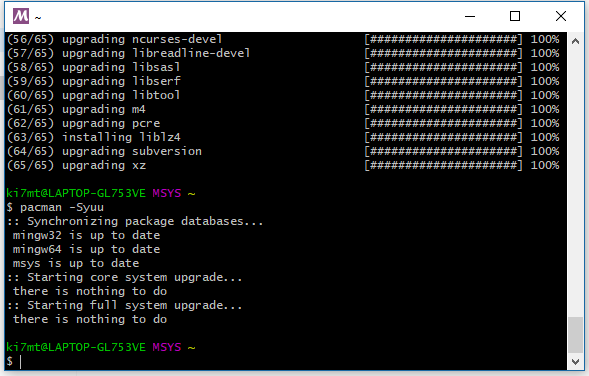 ~
(56/65) upgrading ncurses-devel [#####################] 100%
(57/65) upgrading libreadline-devel [#####################] 100%
(58/65) upgrading libsasl [#####################] 100%
(59/65) upgrading libserf [#####################] 100%
(60/65) upgrading libtool [#####################] 100%
(61/65) upgrading m4 [#####################] 100%
(62/65) upgrading pcre [#####################] 100%
(63/65) installing liblz4 [#####################] 100%
(64/65) upgrading subversion [#####################] 100%
(65/65) upgrading xz [#####################] 100%
ki7mt@LAPTOP-GL753VE MSYS ~
$ pacman -Syuu
:: Synchronizing package databases...
mingw32 is up to date
mingw64 is up to date
msys is up to date
:: Starting core system upgrade...
there is nothing to do
:: Starting full system upgrade...
there is nothing to do
ki7mt@LAPTOP-GL753VE MSYS ~
$